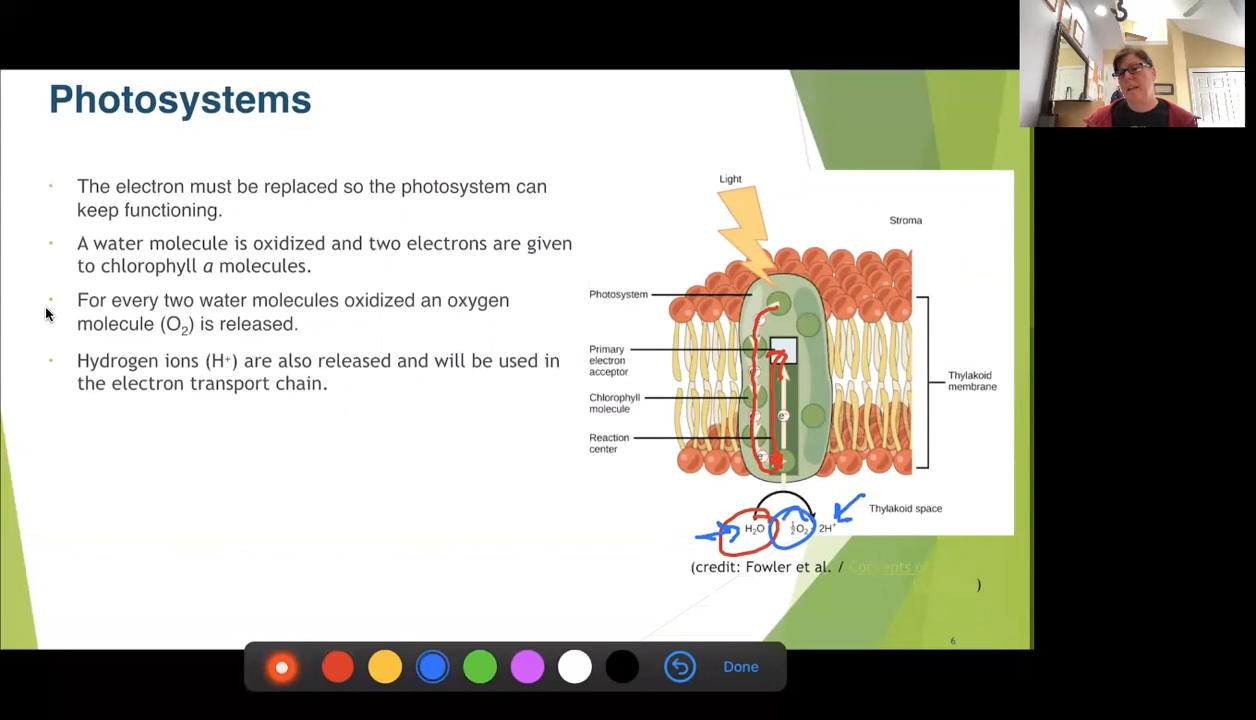 Photosystems
• The electron must be replaced so the photosystem can
keep functioning.
• A water molecule is oxidized and two electrons are given
to chlorophyll a molecules.
• For every two water molecules oxidized an oxygen
molecule (O₂) is released.
• Hydrogen ions (H⁺) are also released and will be used in
the electron transport chain.
Light
Stroma
Photosystem
Primary
electron
acceptor
Chlorophyll
molecule
Reaction
center
Thylakoid
membrane
e⁻
e⁻
Thylakoid space
H₂O ½O₂ 2H⁺
(credit: Fowler et al. / Concepts of
)
6
Done